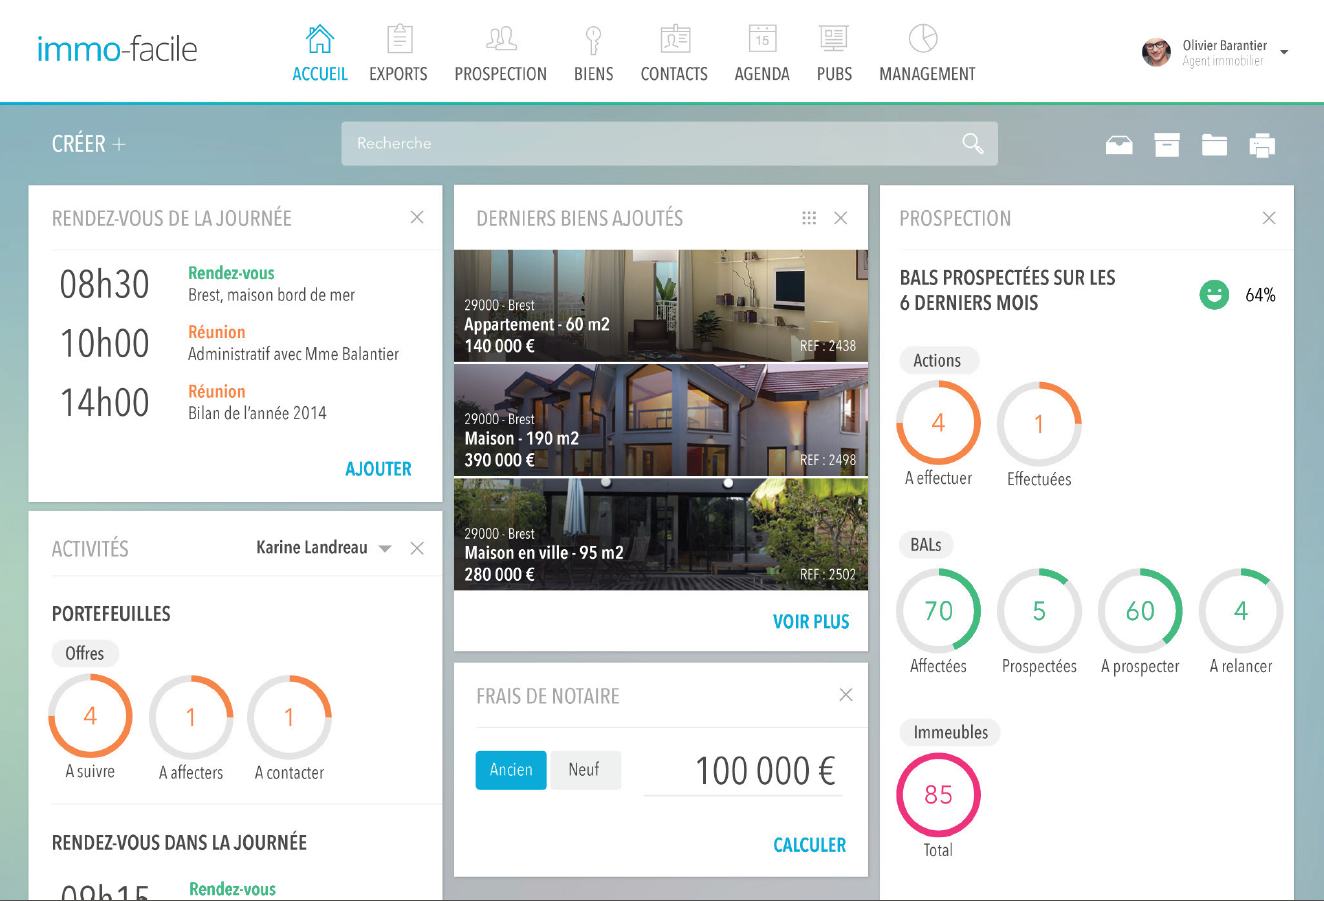 immo-facile
ACCUEIL
EXPORTS
PROSPECTION
BIENS
CONTACTS
15
AGENDA
PUBS
MANAGEMENT
Olivier Barantier
Agent immobilier
CRÉER +
Recherche
RENDEZ-VOUS DE LA JOURNÉE
08h30
Rendez-vous
Brest, maison bord de mer
10h00
Réunion
Administratif avec Mme Balantier
14h00
Réunion
Bilan de l'année 2014
AJOUTER
ACTIVITÉS
Karine Landreau
PORTEFEUILLES
Offres
4
1
1
A suivre
A affecters
A contacter
RENDEZ-VOUS DANS LA JOURNÉE
09h15
Rendez-vous
DERNIERS BIENS AJOUTÉS
29000 - Brest
Appartement - 60 m2
140 000 €
REF : 2438
29000 - Brest
Maison - 190 m2
390 000 €
REF : 2498
29000 - Brest
Maison en ville - 95 m2
280 000 €
REF : 2502
VOIR PLUS
FRAIS DE NOTAIRE
Ancien
Neuf
100 000 €
CALCULER
PROSPECTION
BALS PROSPECTÉES SUR LES
6 DERNIERS MOIS
64%
Actions
4
1
A effectuer
Effectuées
BALs
70
5
60
4
Affectées
Prospectées
A prospecter
A relancer
Immeubles
85
Total